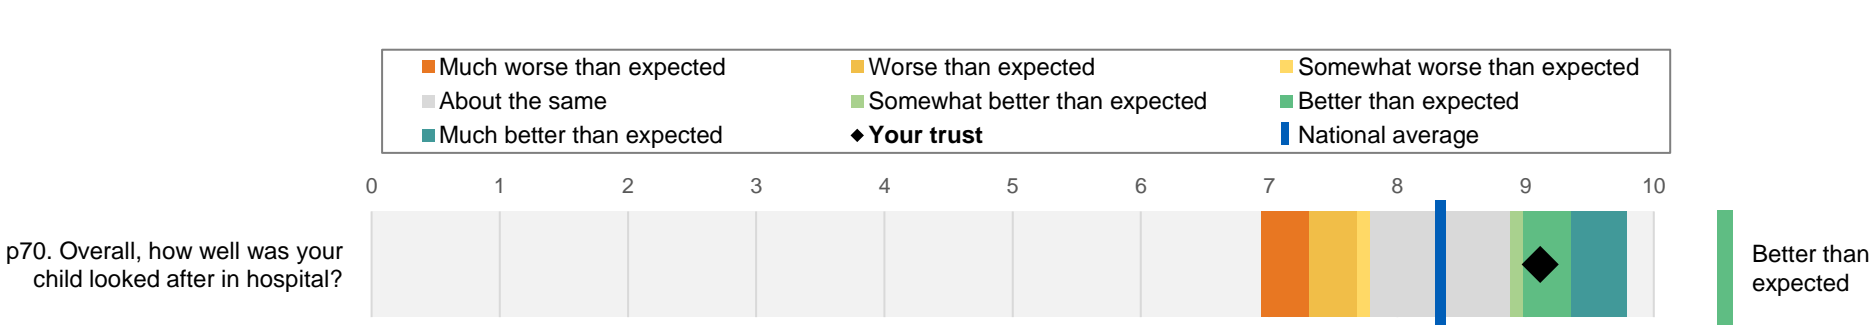 Much worse than expected Worse than expected Somewhat worse than expected
About the same Somewhat better than expected Better than expected
Much better than expected Your trust National average
0 1 2 3 4 5 6 7 8 9 10
p70. Overall, how well was your
child looked after in hospital?
Better than
expected